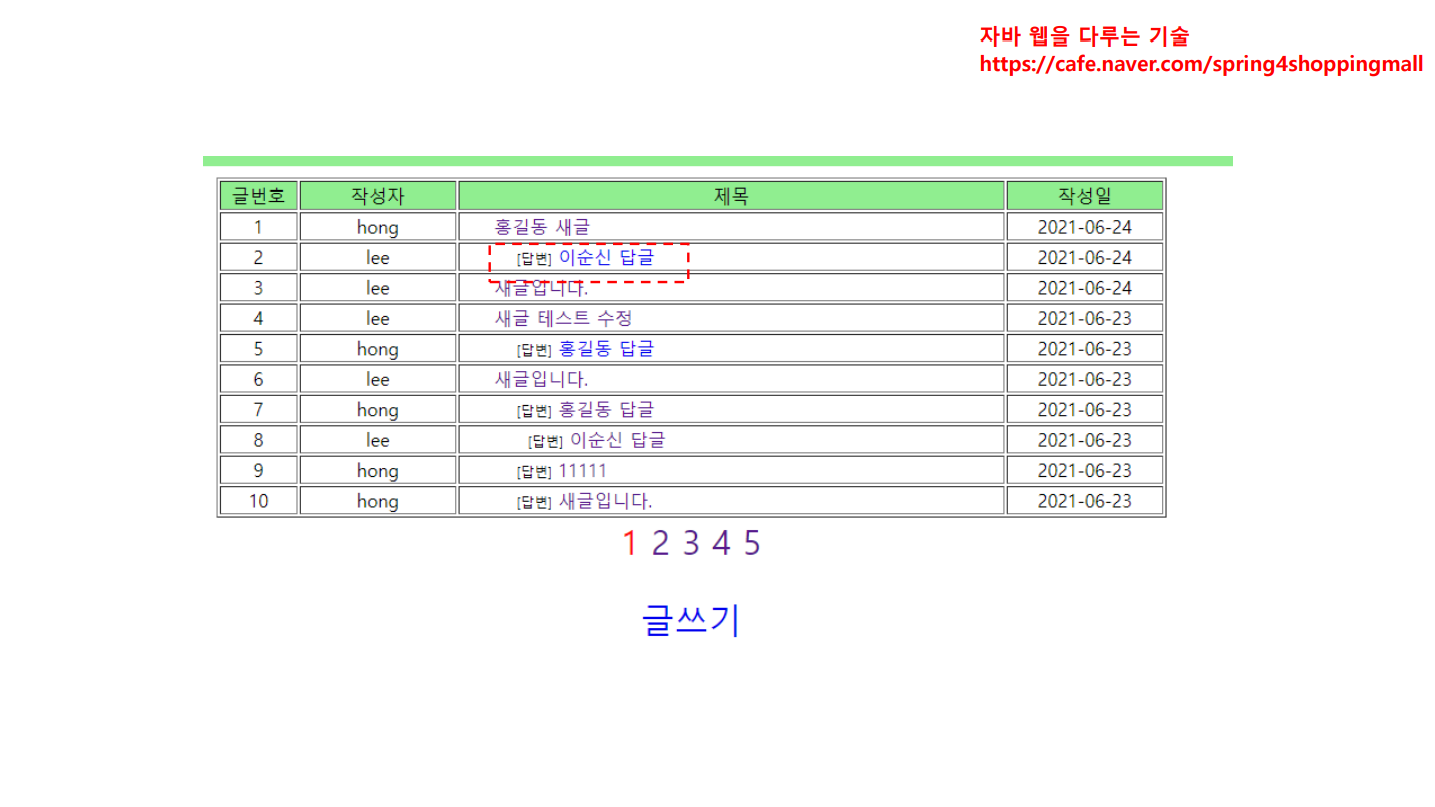 자바 웹을 다루는 기술
https://cafe.naver.com/spring4shoppingmall
글번호 작성자 제목 작성일
1 hong 홍길동 새글 2021-06-24
2 lee [답변] 이순신 답글 2021-06-24
3 lee 새글입니다. 2021-06-24
4 lee 새글 테스트 수정 2021-06-23
5 hong [답변] 홍길동 답글 2021-06-23
6 lee 새글입니다. 2021-06-23
7 hong [답변] 홍길동 답글 2021-06-23
8 lee [답변] 이순신 답글 2021-06-23
9 hong [답변] 11111 2021-06-23
10 hong [답변] 새글입니다. 2021-06-23
1 2 3 4 5
글쓰기